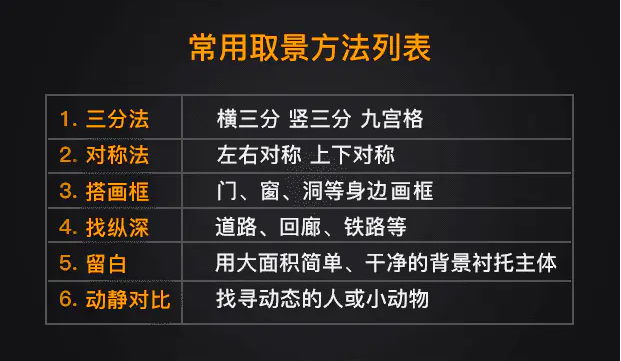 常用取景方法列表
1. 三分法 横三分 竖三分 九宫格
2. 对称法 左右对称 上下对称
3. 搭画框 门、窗、洞等身边画框
4. 找纵深 道路、回廊、铁路等
5. 留白 用大面积简单、干净的背景衬托主体
6. 动静对比 找寻动态的人或小动物